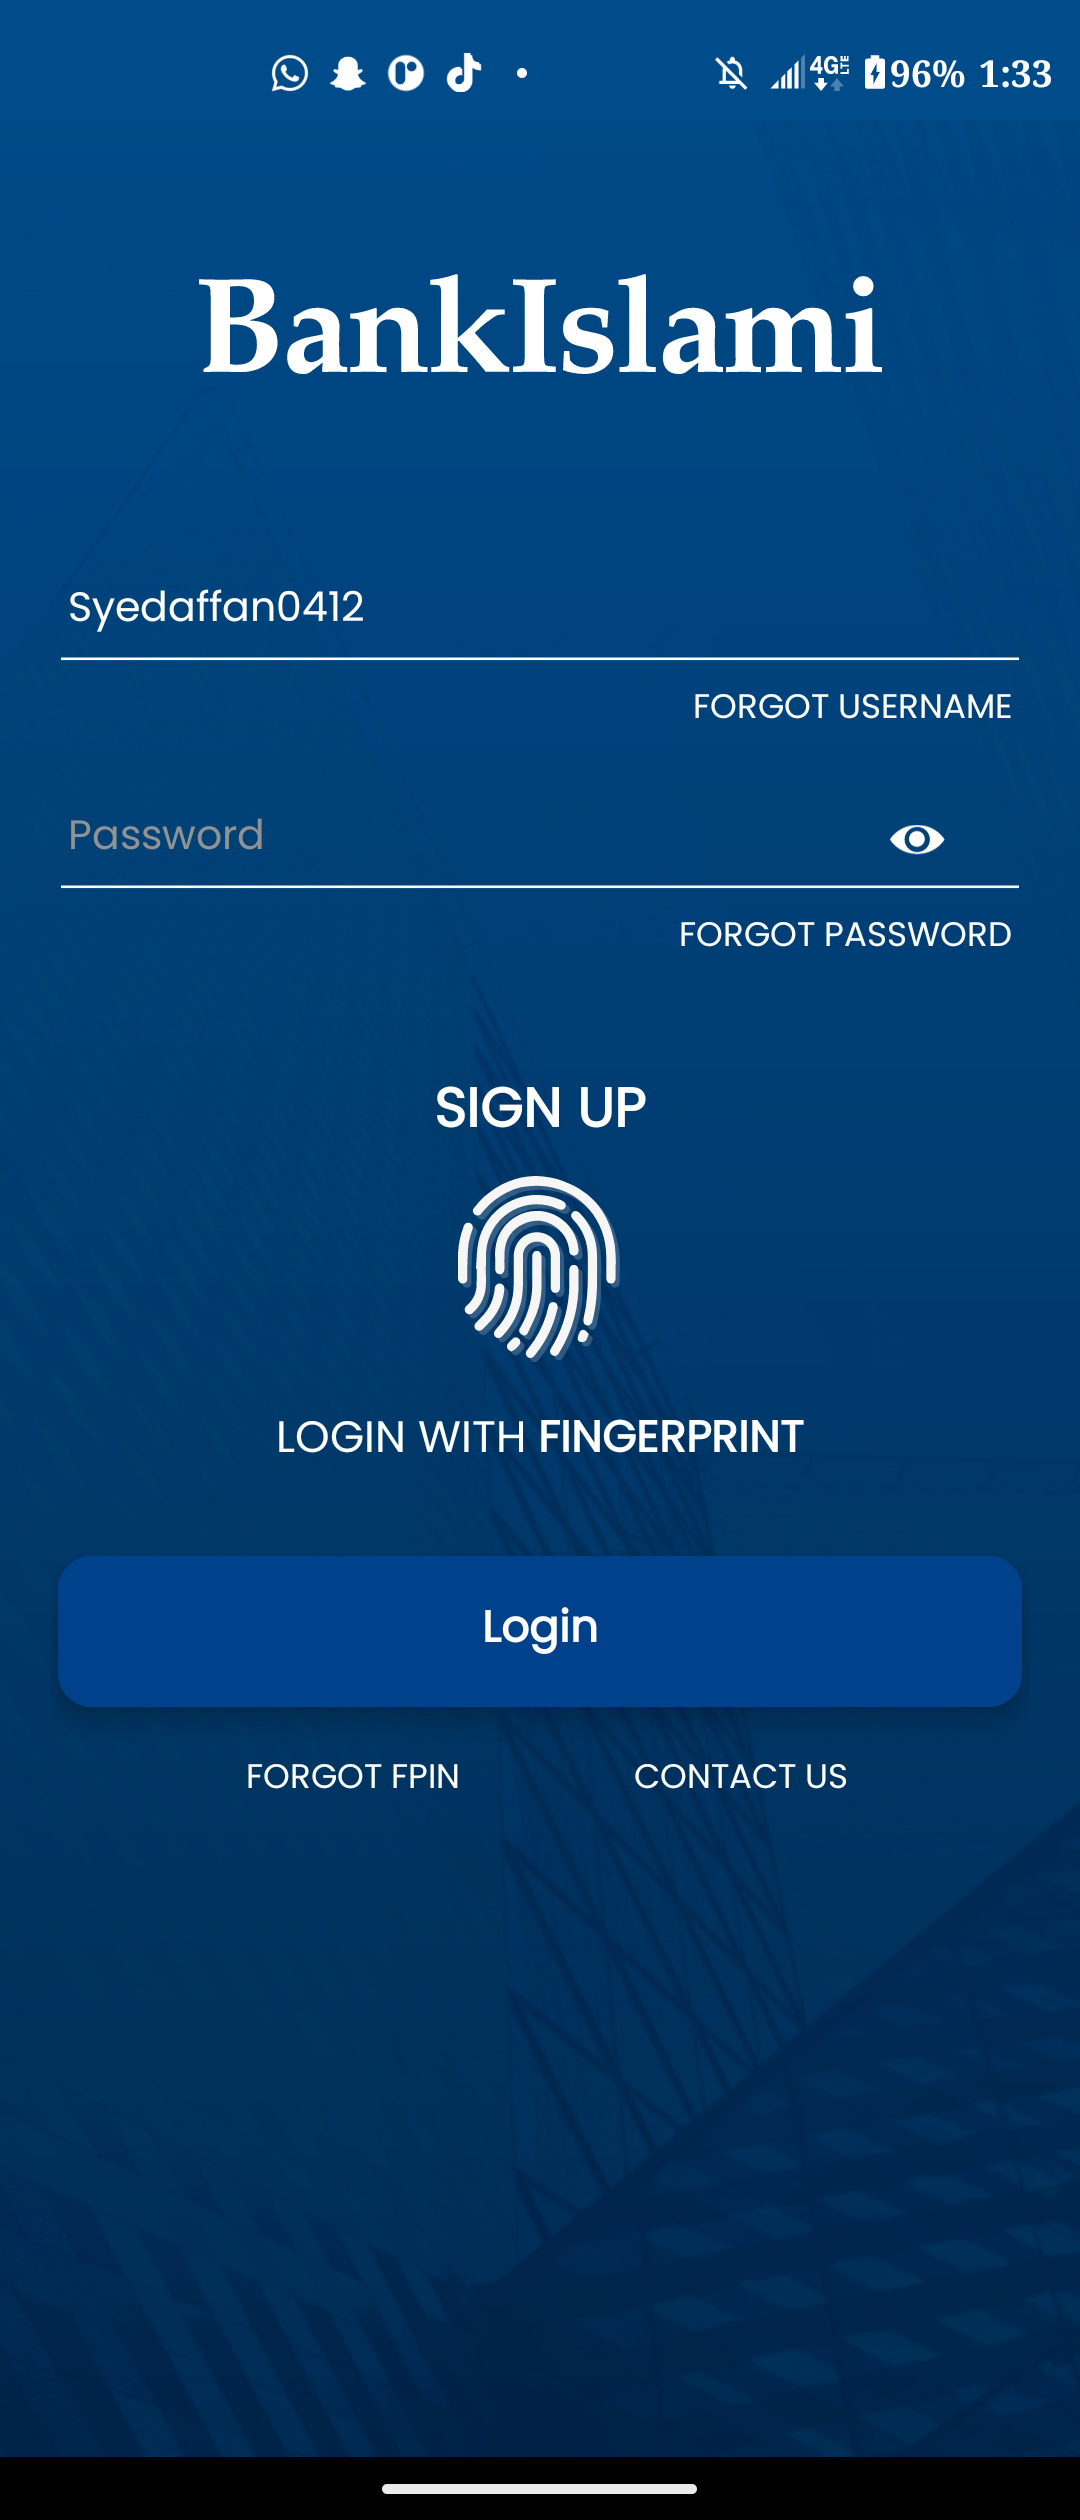 4G LTE 96% 1:33
BankIslami
Syedaffan0412
FORGOT USERNAME
Password
FORGOT PASSWORD
SIGN UP
LOGIN WITH FINGERPRINT
Login
FORGOT FPIN CONTACT US